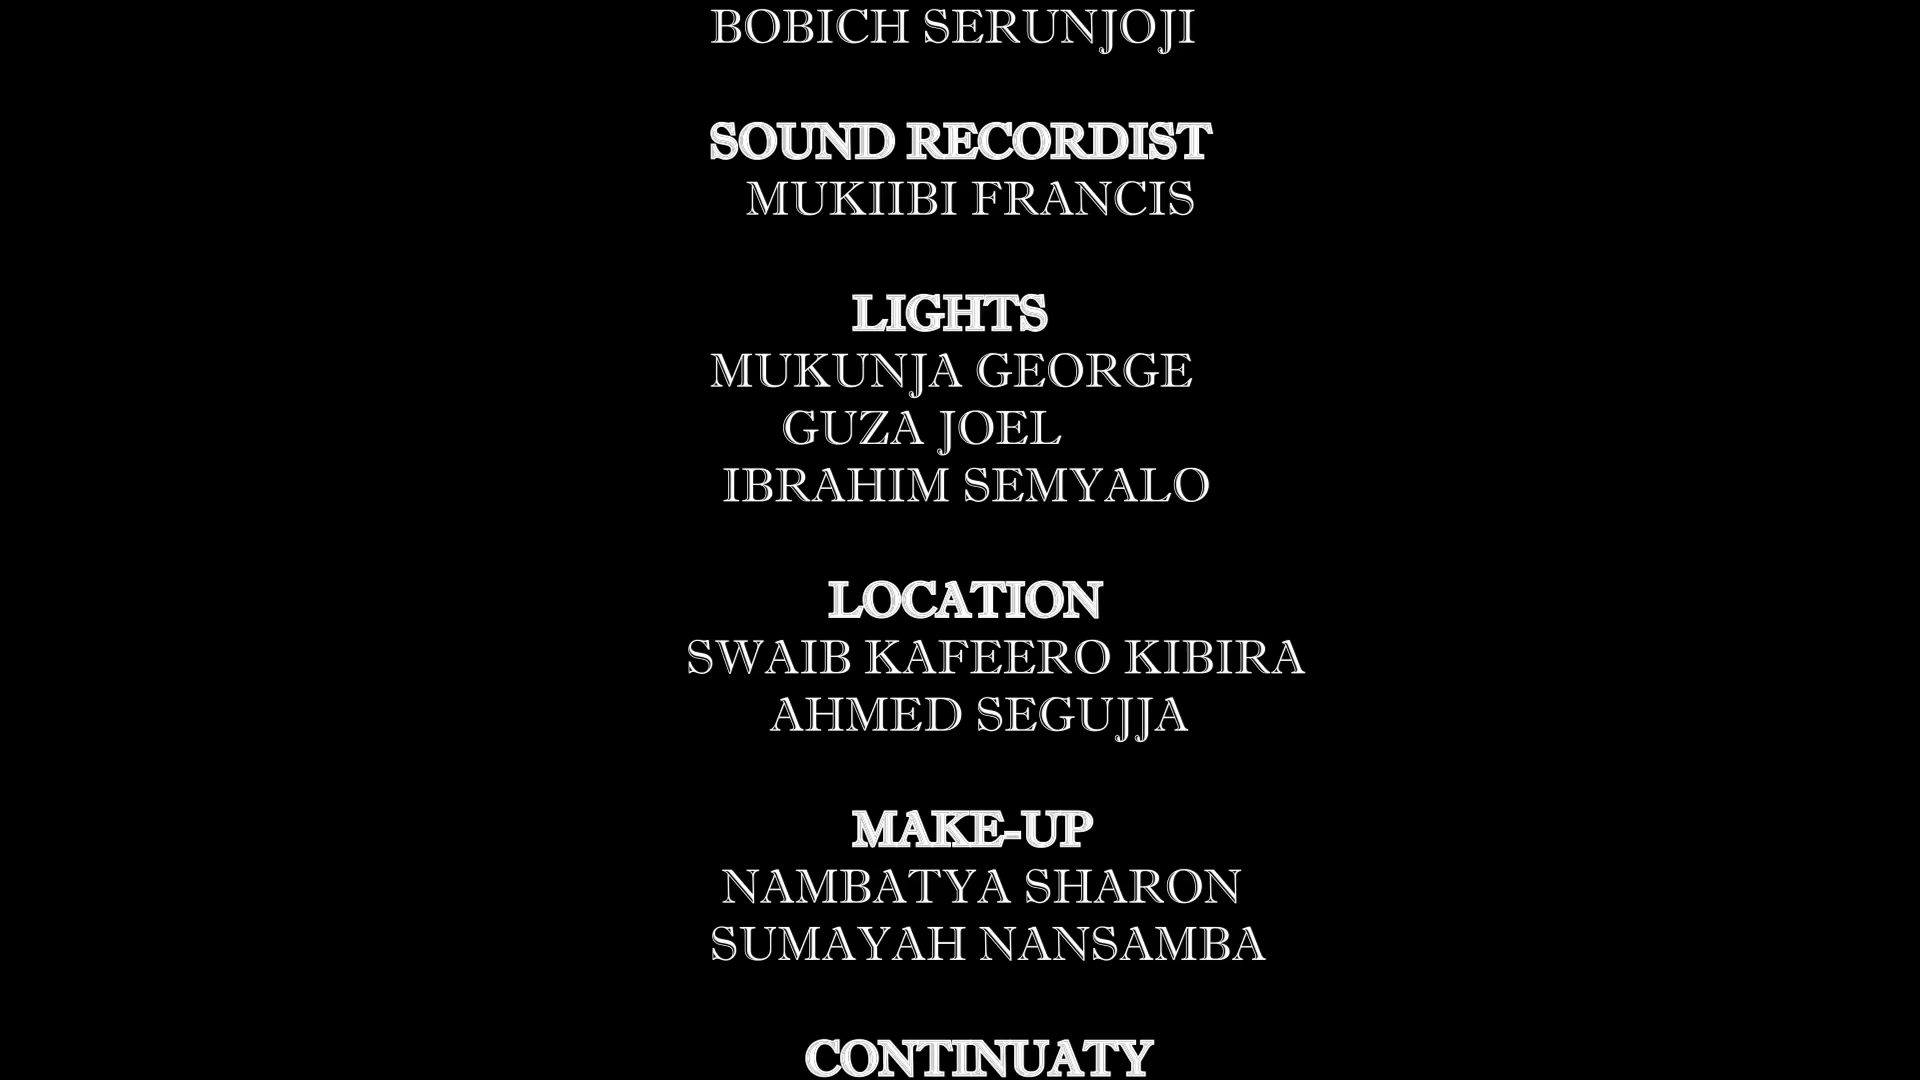 BOBICH SERUNJOJI
SOUND RECORDIST
MUKIIBI FRANCIS
LIGHTS
MUKUNJA GEORGE
GUZA JOEL
IBRAHIM SEMYALO
LOCATION
SWAIB KAFEERO KIBIRA
AHMED SEGUJJA
MAKE-UP
NAMBATYA SHARON
SUMAYAH NANSAMBA
CONTINUATY